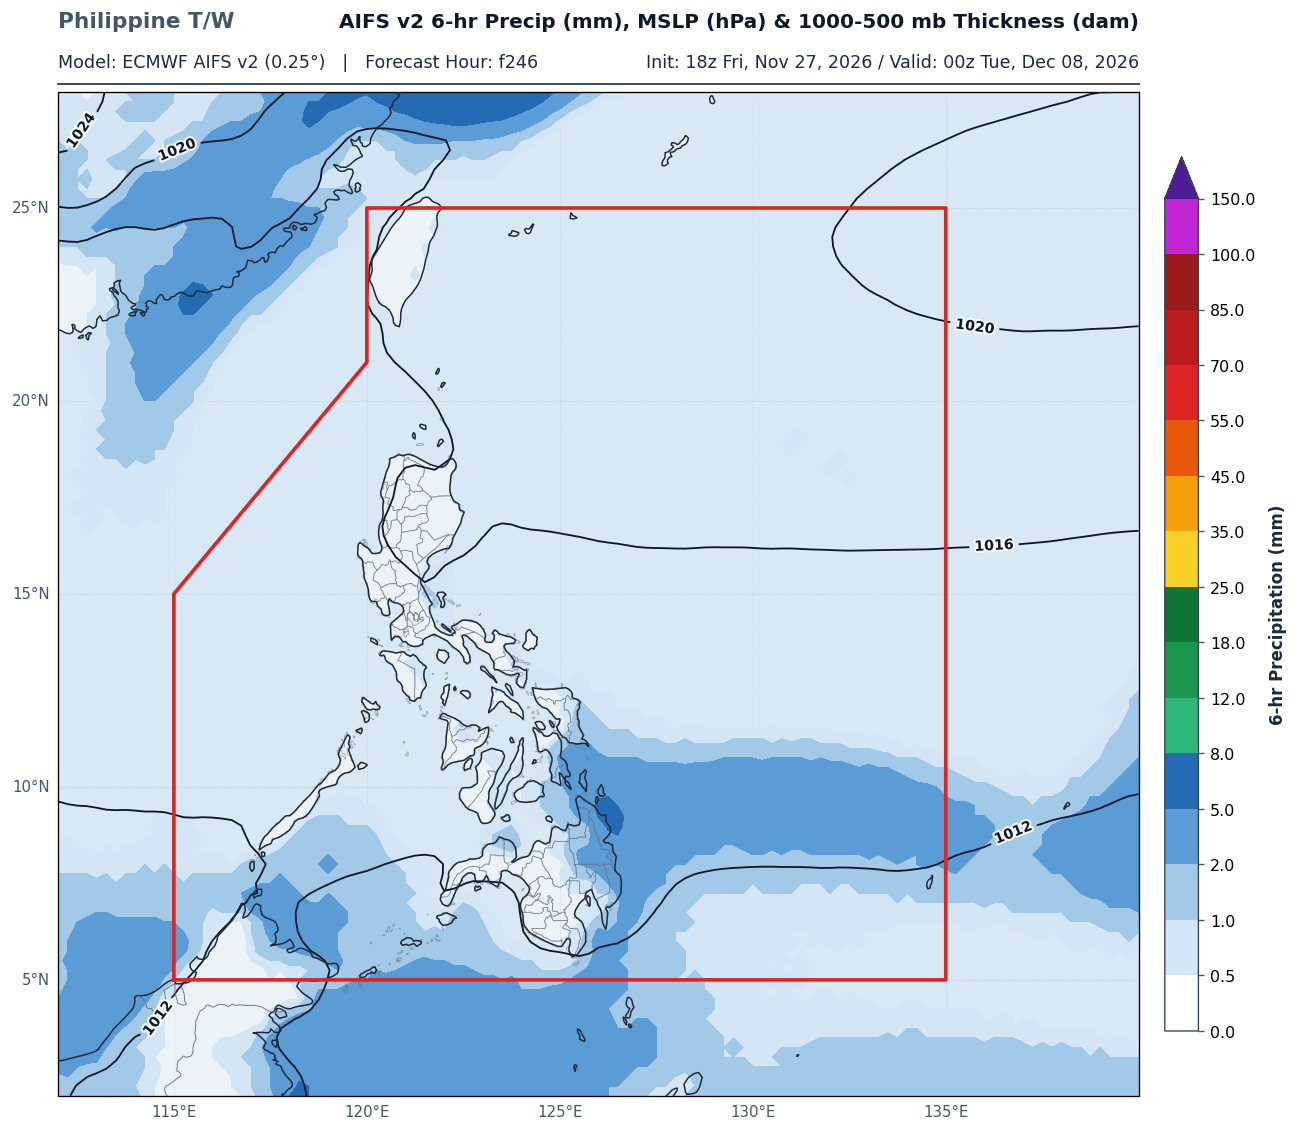 Philippine T/W
AIFS v2 6-hr Precip (mm), MSLP (hPa) & 1000-500 mb Thickness (dam)
Model: ECMWF AIFS v2 (0.25°) | Forecast Hour: f246
Init: 18z Fri, Nov 27, 2026 / Valid: 00z Tue, Dec 08, 2026
1024
1020
1020
1016
1012
1012
25°N
20°N
15°N
10°N
5°N
115°E
120°E
125°E
130°E
135°E
150.0
100.0
85.0
70.0
55.0
45.0
35.0
25.0
18.0
12.0
8.0
5.0
2.0
1.0
0.5
0.0
6-hr Precipitation (mm)